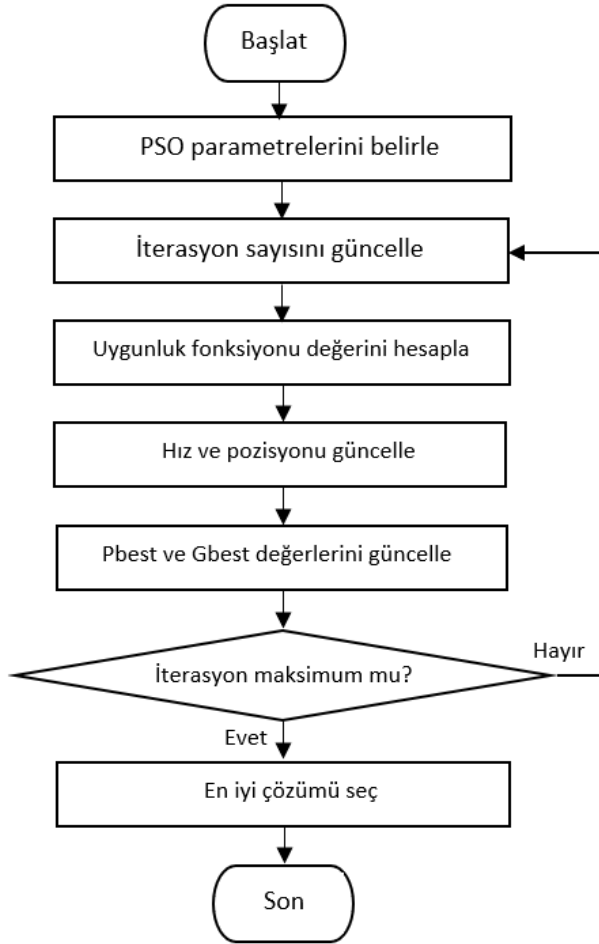 Başlat
PSO parametrelerini belirle
İterasyon sayısını güncelle
Uygunluk fonksiyonu değerini hesapla
Hız ve pozisyonu güncelle
Pbest ve Gbest değerlerini güncelle
İterasyon maksimum mu?
Hayır
Evet
En iyi çözümü seç
Son